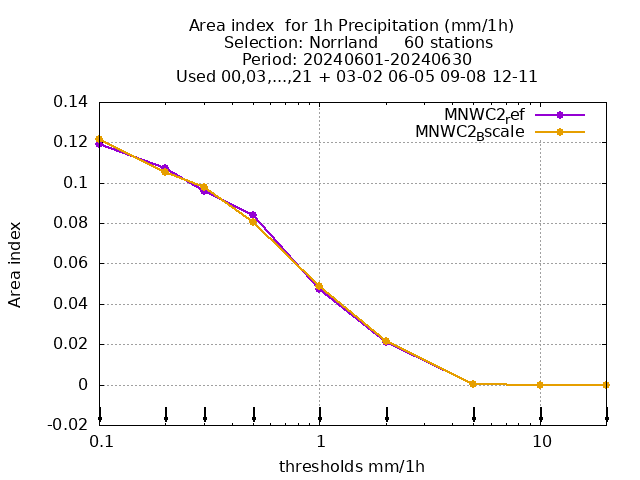 Area index  for 1h Precipitation (mm/1h)
Selection: Norrland     60 stations
Period: 20240601-20240630
Used 00,03,...,21 + 03-02 06-05 09-08 12-11
MNWC2ref
MNWC2Bscale
0.14
0.12
0.1
0.08
0.06
0.04
0.02
0
-0.02
Area index
0.1 1 10
thresholds mm/1h